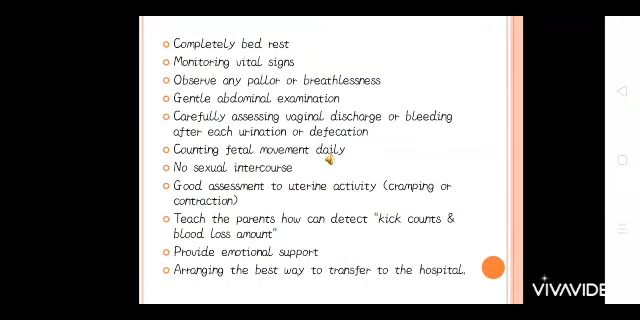 Completely bed rest
Monitoring vital signs
Observe any pallor or breathlessness
Gentle abdominal examination
Carefully assessing vaginal discharge or bleeding
after each urination or defecation
Counting fetal movement daily
No sexual intercourse
Good assessment to uterine activity (cramping or
contraction)
Teach the parents how can detect "kick counts &
blood loss amount"
Provide emotional support
Arranging the best way to transfer to the hospital.
VIVAVIDE